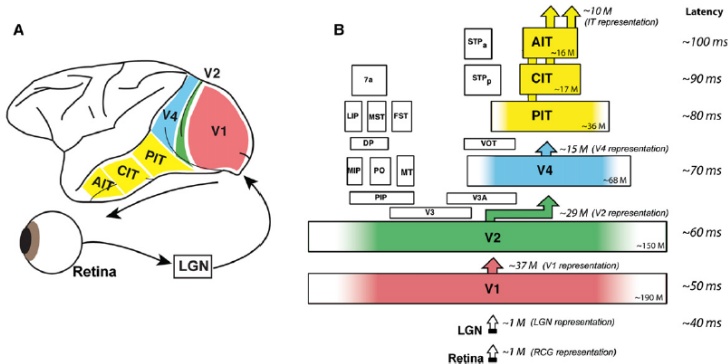 A
V2
V4
V1
PIT
CIT
AIT
Retina
LGN
B
Latency
~10 M
(IT representation)
STPa
AIT
~16 M
~100 ms
7a
STPp
CIT
~17 M
~90 ms
LIP
MST
FST
PIT
~36 M
~80 ms
DP
VOT
~15 M (V4 representation)
MIP
PO
MT
V4
~68 M
~70 ms
PIP
V3A
V3
~29 M (V2 representation)
V2
~150 M
~60 ms
~37 M (V1 representation)
V1
~190 M
~50 ms
LGN
~1 M (LGN representation)
~40 ms
Retina
~1 M (RCG representation)